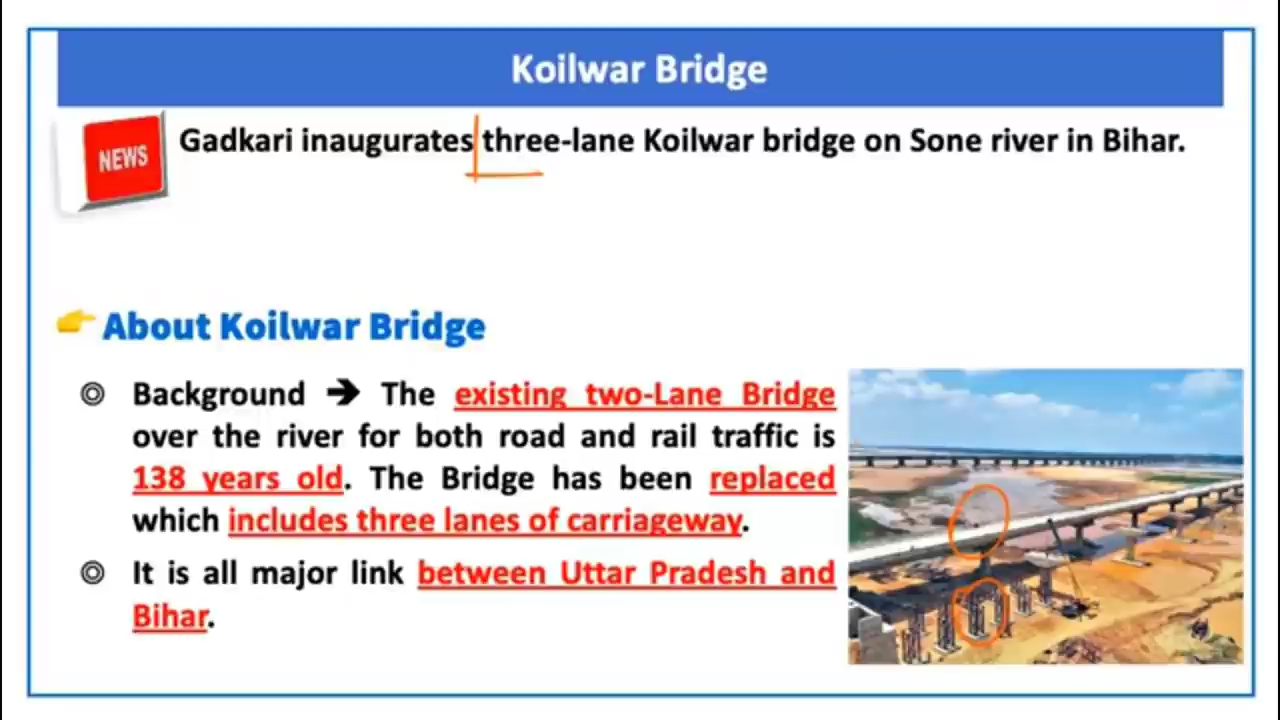 Koilwar Bridge
NEWS
Gadkari inaugurates three-lane Koilwar bridge on Sone river in Bihar.
About Koilwar Bridge
Background ➔ The existing two-Lane Bridge
over the river for both road and rail traffic is
138 years old. The Bridge has been replaced
which includes three lanes of carriageway.
It is all major link between Uttar Pradesh and
Bihar.